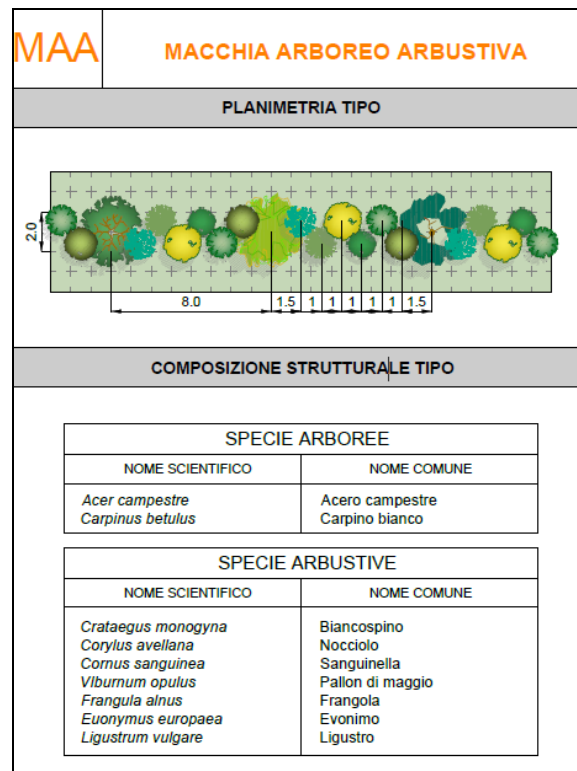 MAA
MACCHIA ARBOREO ARBUSTIVA
PLANIMETRIA TIPO
2.0
8.0 1.5 1 1 1 1 1 1.5
COMPOSIZIONE STRUTTURALE TIPO
SPECIE ARBOREE
NOME SCIENTIFICO NOME COMUNE
Acer campestre Acero campestre
Carpinus betulus Carpino bianco
SPECIE ARBUSTIVE
NOME SCIENTIFICO NOME COMUNE
Crataegus monogyna Biancospino
Corylus avellana Nocciolo
Cornus sanguinea Sanguinella
VIburnum opulus Pallon di maggio
Frangula alnus Frangola
Euonymus europaea Evonimo
Ligustrum vulgare Ligustro